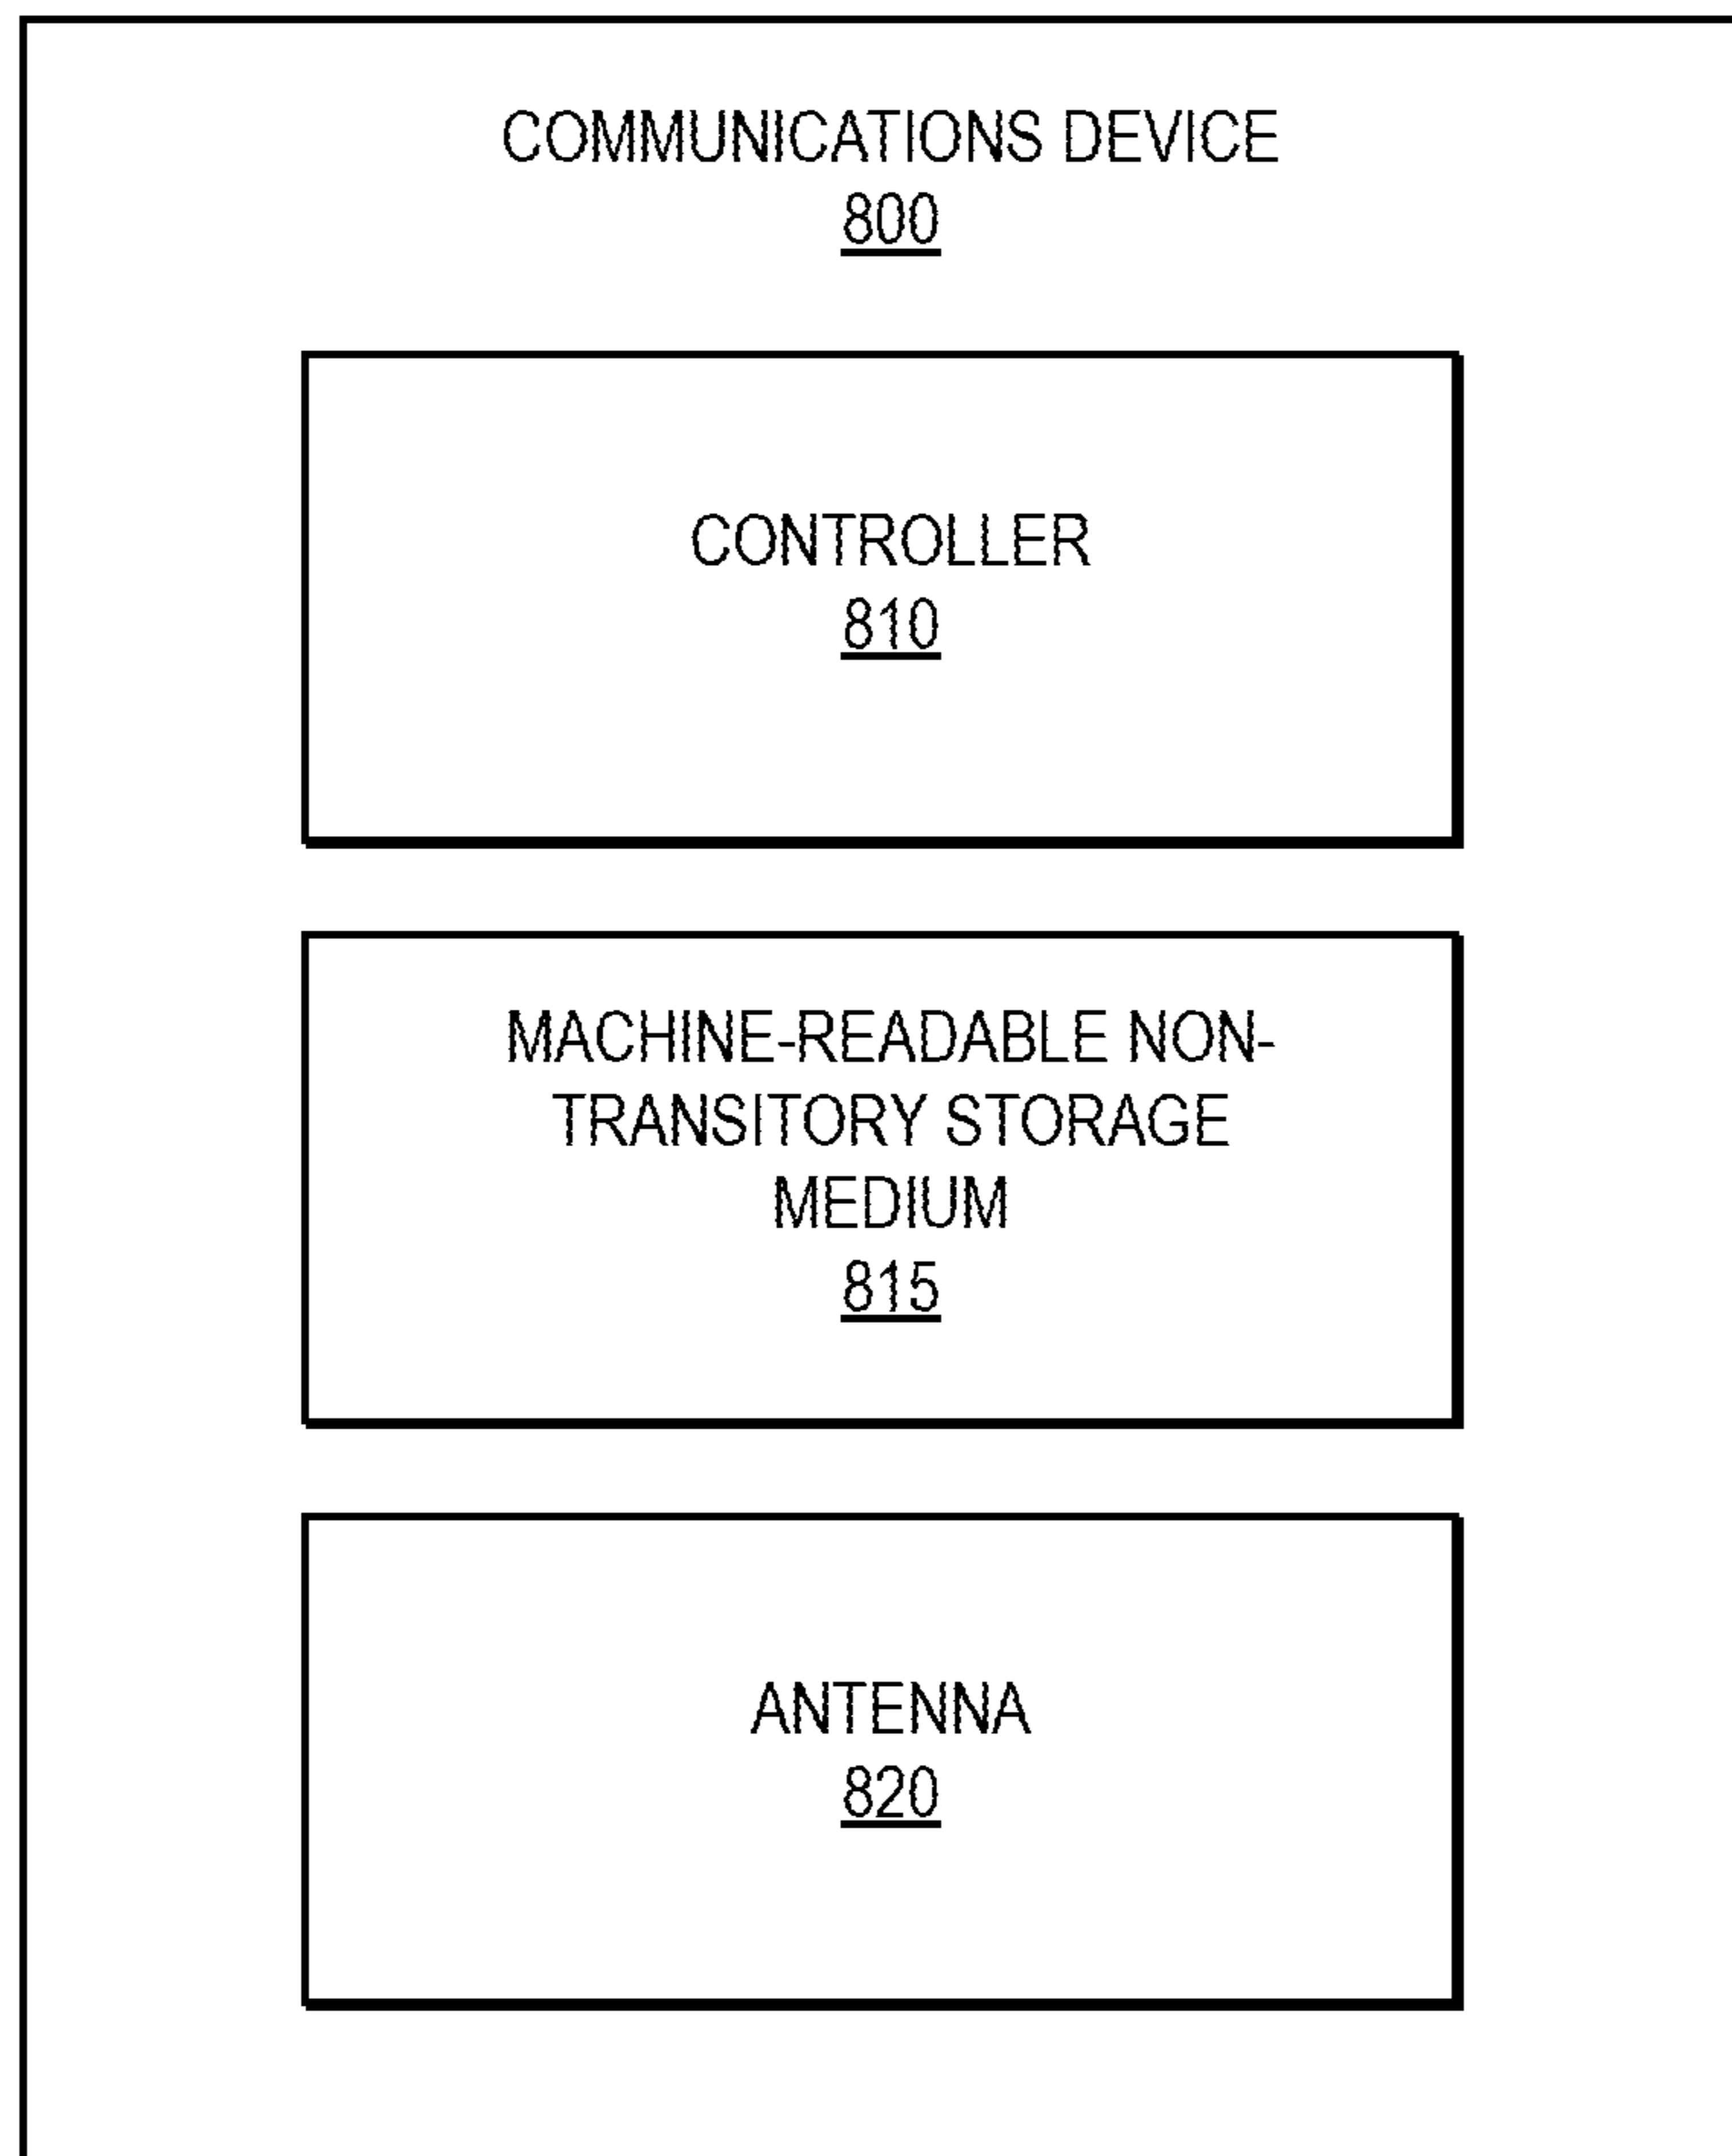 COMMUNICATIONS DEVICE
800
CONTROLLER
810
MACHINE-READABLE NON-
TRANSITORY STORAGE
MEDIUM
815
ANTENNA
820